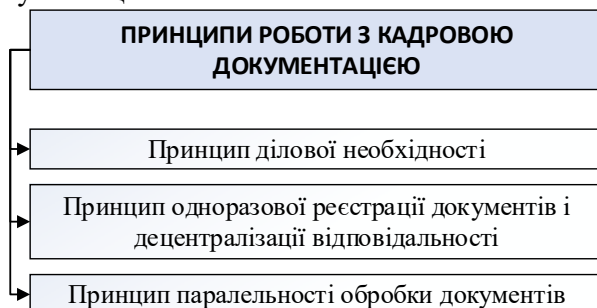 ПРИНЦИПИ РОБОТИ З КАДРОВОЮ
ДОКУМЕНТАЦІЄЮ
Принцип ділової необхідності
Принцип одноразової реєстрації документів і
децентралізації відповідальності
Принцип паралельності обробки документів